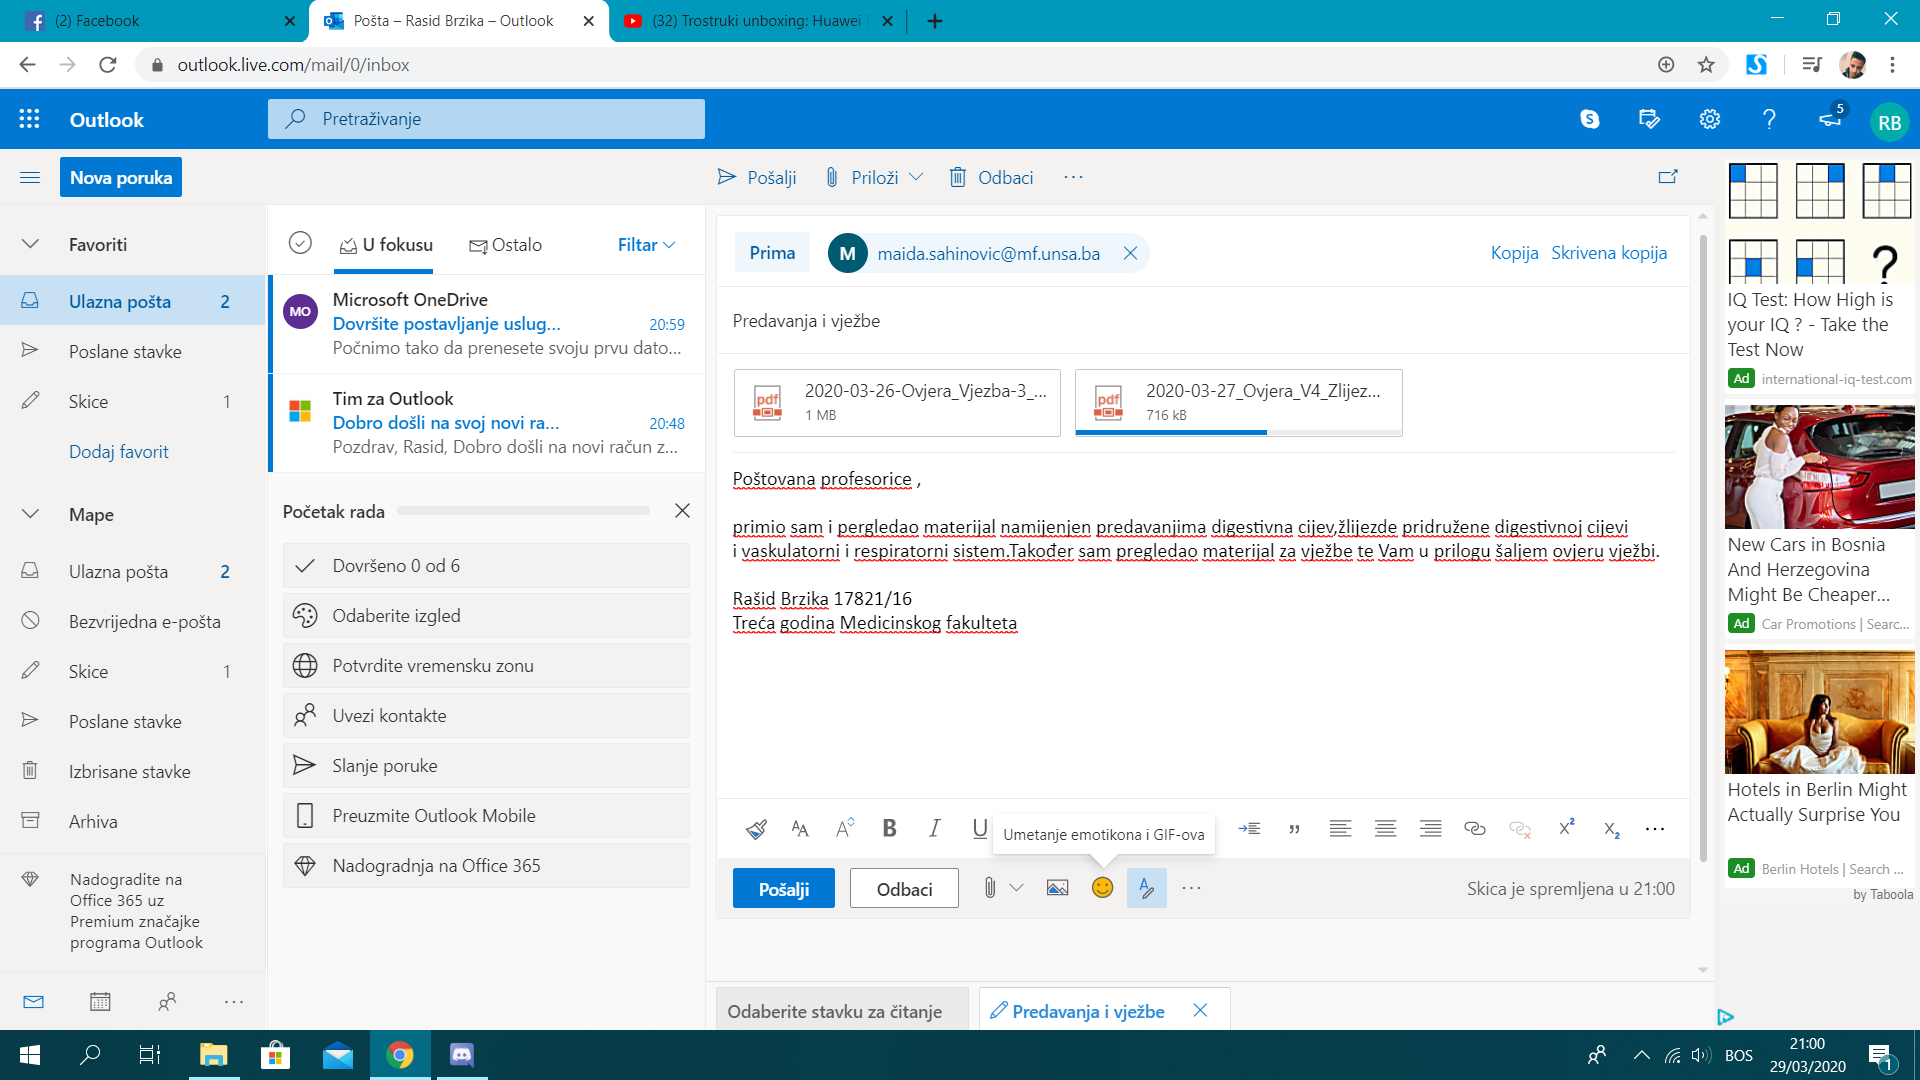 (2) Facebook
Pošta – Rasid Brzika – Outlook
(32) Trostruki unboxing: Huawei
outlook.live.com/mail/0/inbox
Outlook
Pretraživanje
5
RB
Nova poruka
Pošalji
Priloži
Odbaci
Favoriti
Ulazna pošta 2
Poslane stavke
Skice 1
Dodaj favorit
Mape
Ulazna pošta 2
Bezvrijedna e-pošta
Skice 1
Poslane stavke
Izbrisane stavke
Arhiva
Nadogradite na
Office 365 uz
Premium značajke
programa Outlook
U fokusu
Ostalo
Filtar
MO
Microsoft OneDrive
Dovršite postavljanje uslug... 20:59
Počnimo tako da prenesete svoju prvu dato...
Tim za Outlook
Dobro došli na svoj novi ra... 20:48
Pozdrav, Rasid, Dobro došli na novi račun z...
Početak rada
Dovršeno 0 od 6
Odaberite izgled
Potvrdite vremensku zonu
Uvezi kontakte
Slanje poruke
Preuzmite Outlook Mobile
Nadogradnja na Office 365
Prima
M
maida.sahinovic@mf.unsa.ba
Kopija
Skrivena kopija
Predavanja i vježbe
pdf
2020-03-26-Ovjera_Vjezba-3_...
1 MB
pdf
2020-03-27_Ovjera_V4_Zlijez...
716 kB
Poštovana profesorice ,
primio sam i pergledao materijal namijenjen predavanjima digestivna cijev,žlijezde pridružene digestivnoj cijevi
i vaskulatorni i respiratorni sistem.Također sam pregledao materijal za vježbe te Vam u prilogu šaljem ovjeru vježbi.
Rašid Brzika 17821/16
Treća godina Medicinskog fakulteta
Umetanje emotikona i GIF-ova
Pošalji
Odbaci
Skica je spremljena u 21:00
Odaberite stavku za čitanje
Predavanja i vježbe
IQ Test: How High is
your IQ ? - Take the
Test Now
Ad international-iq-test.com
New Cars in Bosnia
And Herzegovina
Might Be Cheaper...
Ad Car Promotions | Searc...
Hotels in Berlin Might
Actually Surprise You
Ad Berlin Hotels | Search ...
by Taboola
BOS
21:00
29/03/2020
1